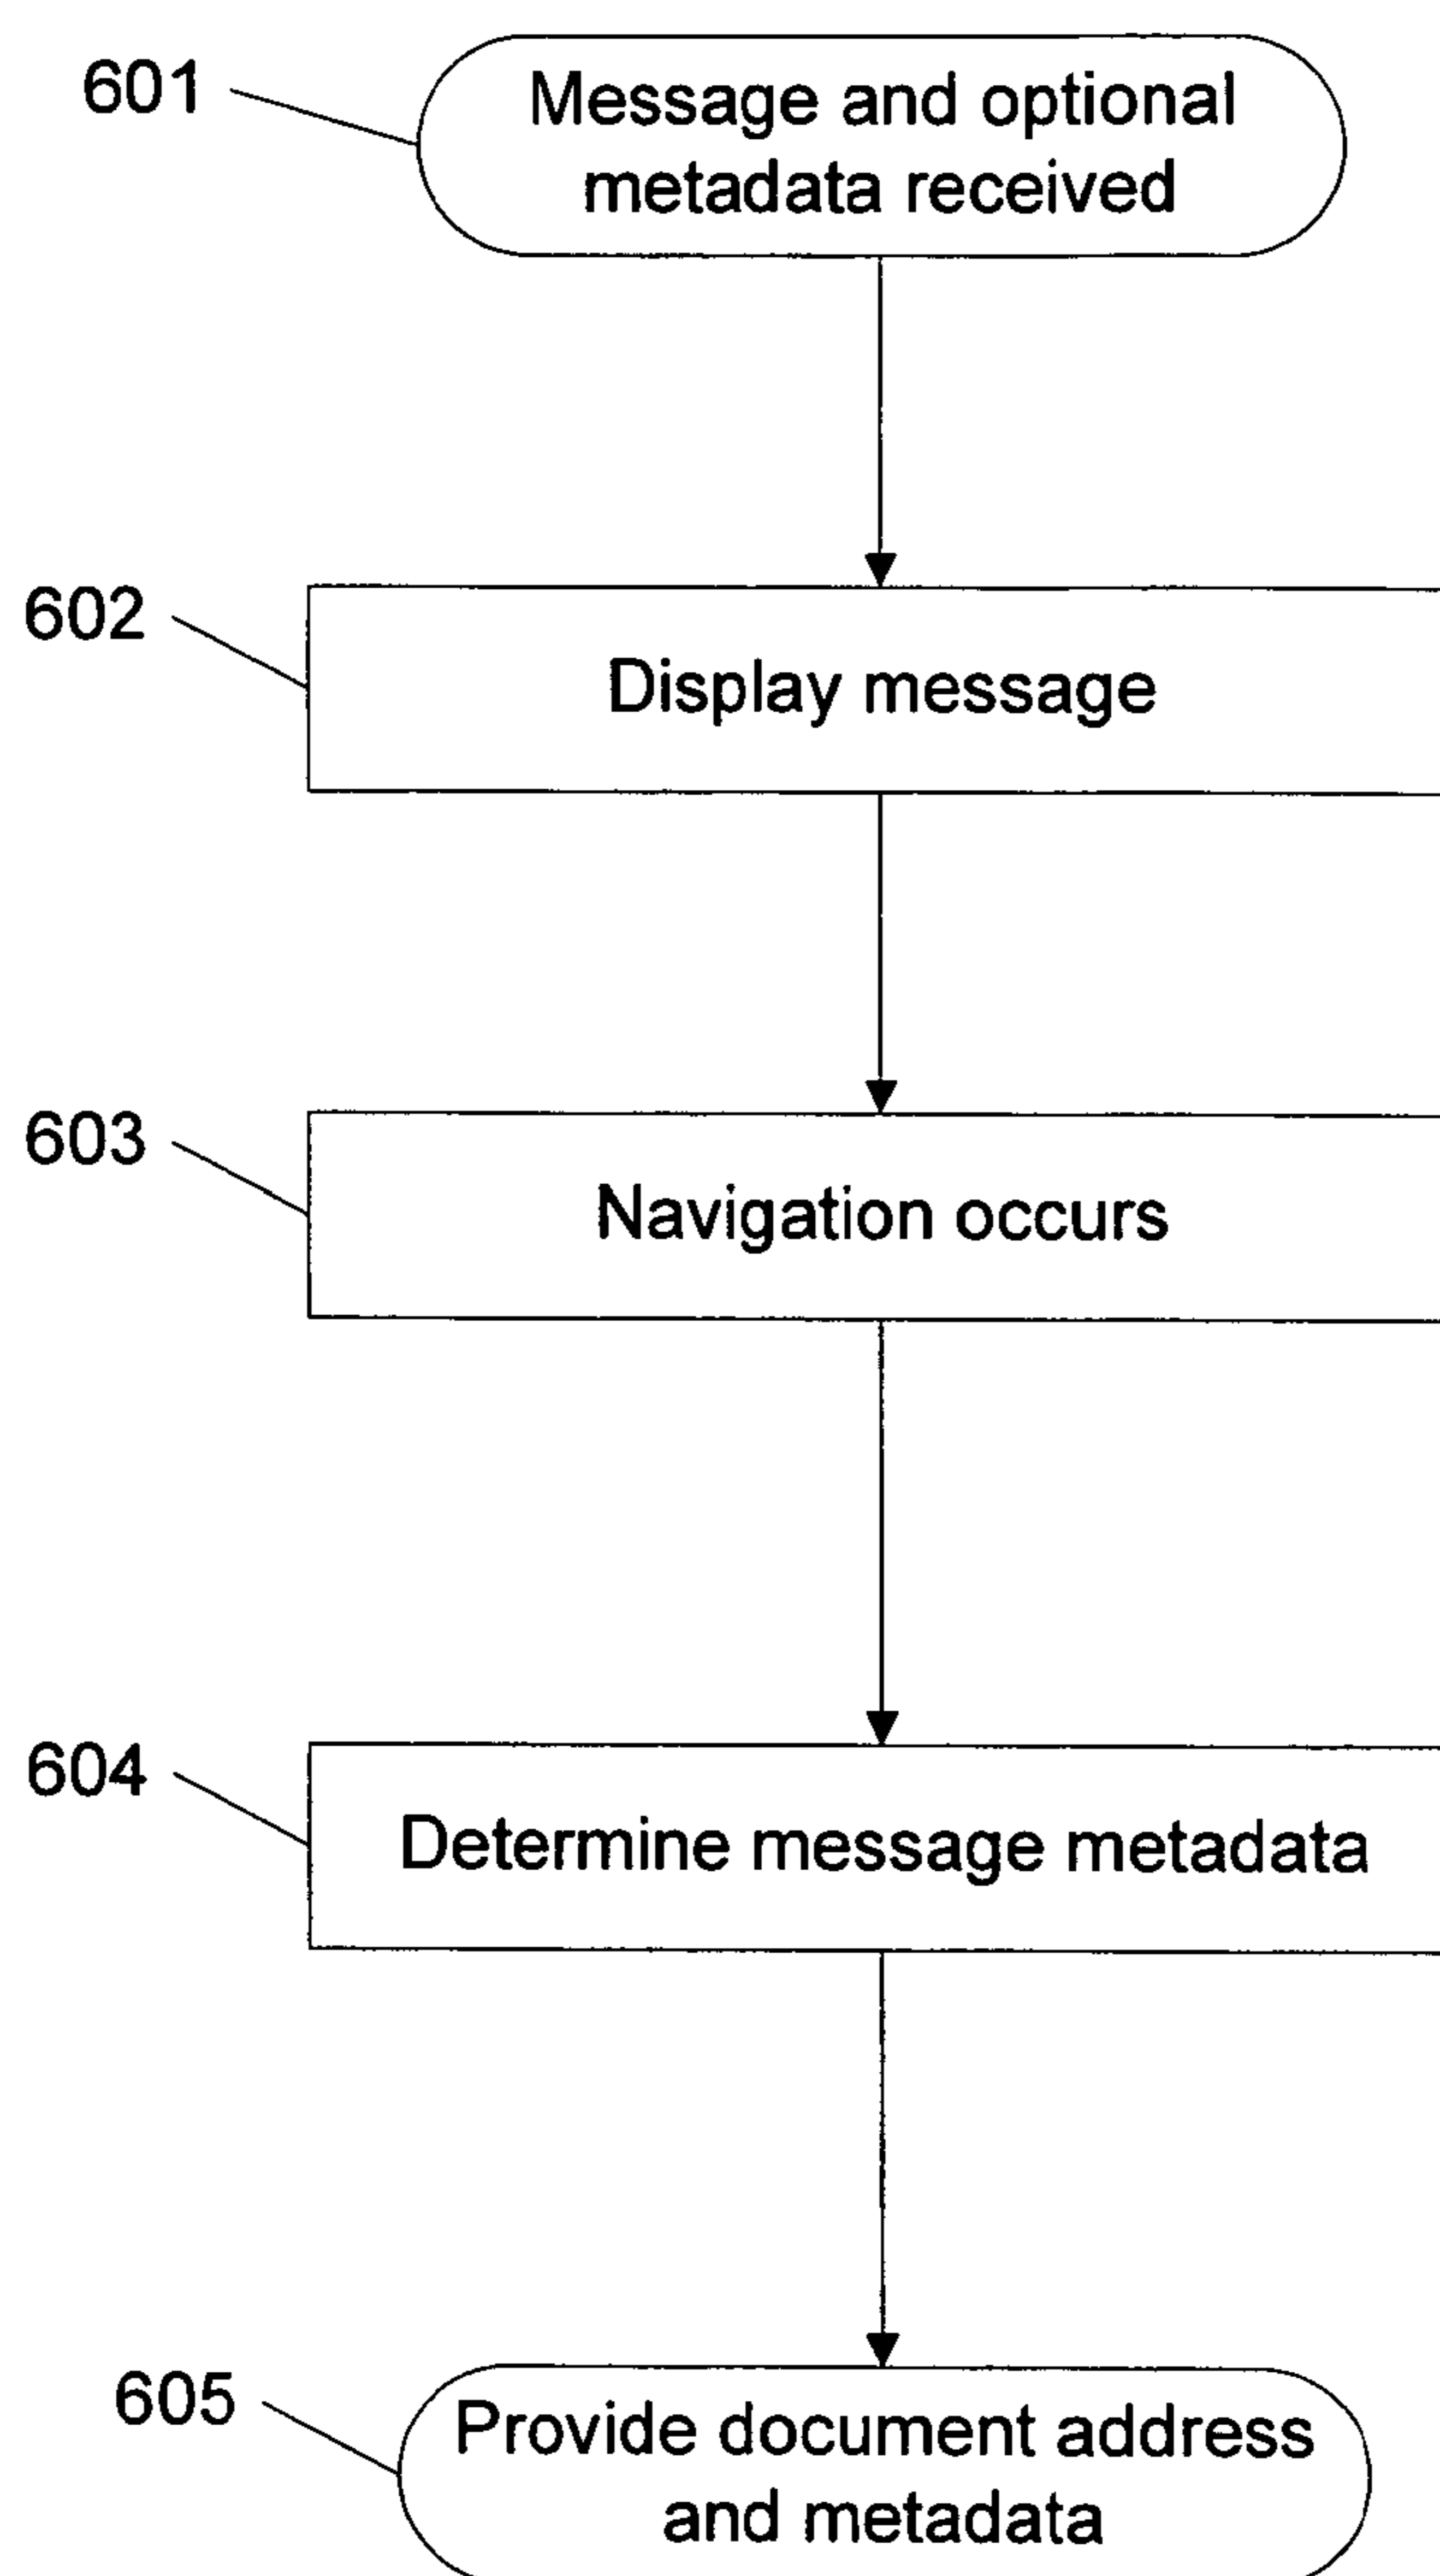 601
Message and optional
metadata received
602
Display message
603
Navigation occurs
604
Determine message metadata
605
Provide document address
and metadata